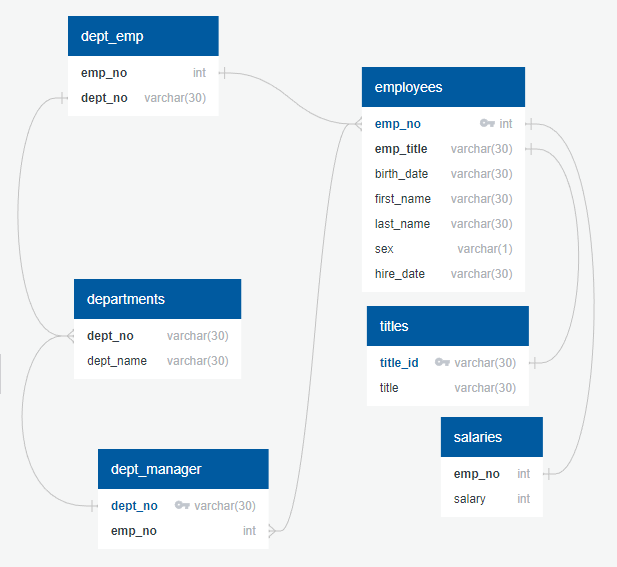 dept_emp
emp_no int
dept_no varchar(30)
employees
emp_no int
emp_title varchar(30)
birth_date varchar(30)
first_name varchar(30)
last_name varchar(30)
sex varchar(1)
hire_date varchar(30)
departments
dept_no varchar(30)
dept_name varchar(30)
titles
title_id varchar(30)
title varchar(30)
salaries
emp_no int
salary int
dept_manager
dept_no varchar(30)
emp_no int